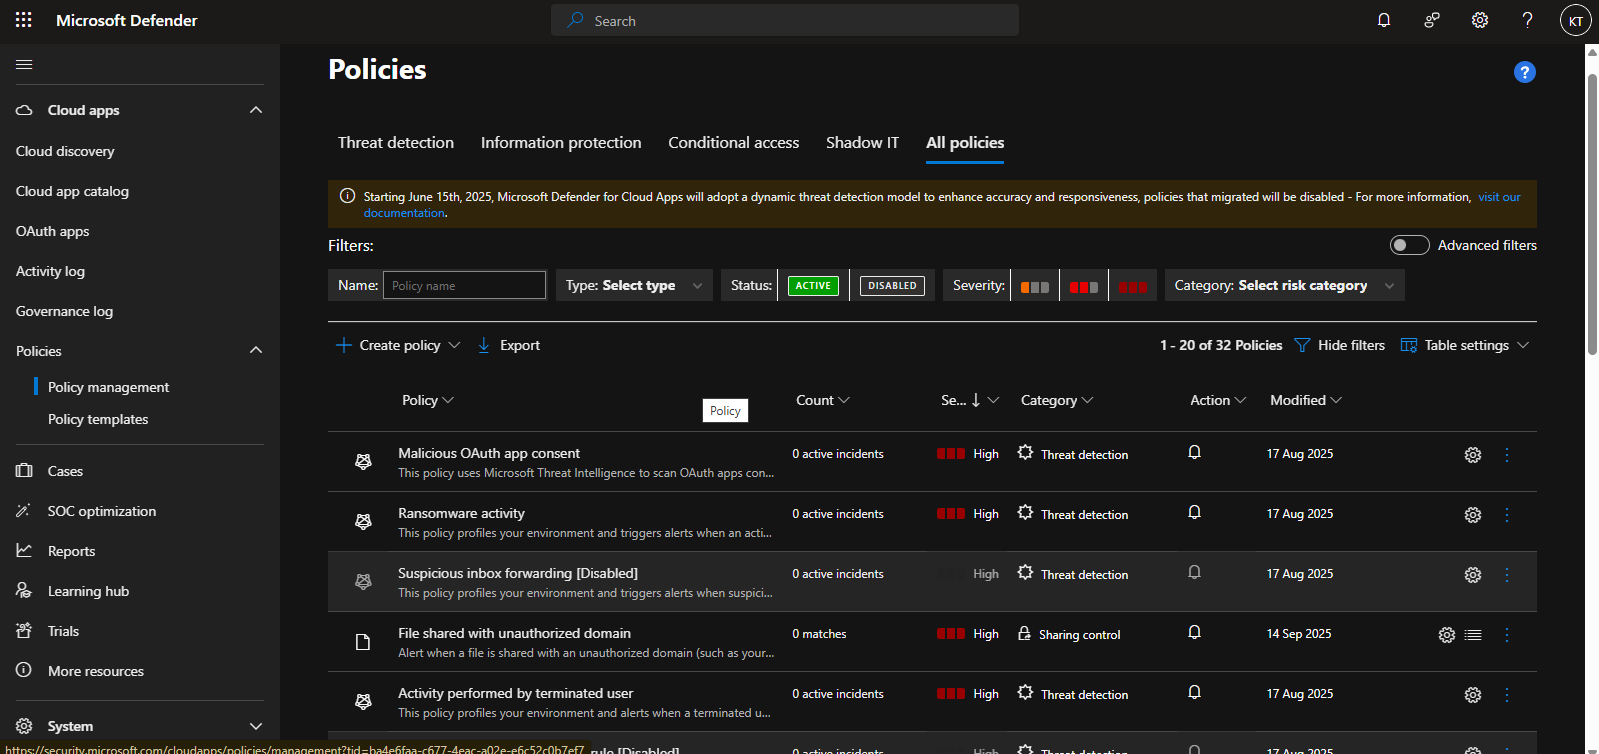 Microsoft Defender
Search
KT
Cloud apps
Cloud discovery
Cloud app catalog
OAuth apps
Activity log
Governance log
Policies
Policy management
Policy templates
Cases
SOC optimization
Reports
Learning hub
Trials
More resources
System
https://security.microsoft.com/cloudapps/policies/management?tid=ba4e6faa-c677-4eac-a02e-e6c52c0b7ef7
Policies
?
Threat detection Information protection Conditional access Shadow IT All policies
Starting June 15th, 2025, Microsoft Defender for Cloud Apps will adopt a dynamic threat detection model to enhance accuracy and responsiveness, policies that migrated will be disabled - For more information, visit our
documentation.
Filters: Advanced filters
Name: Policy name Type: Select type Status: ACTIVE DISABLED Severity: Category: Select risk category
Create policy Export 1 - 20 of 32 Policies Hide filters Table settings
Policy Count Se... Category Action Modified
Policy
Malicious OAuth app consent 0 active incidents High Threat detection 17 Aug 2025
This policy uses Microsoft Threat Intelligence to scan OAuth apps con...
Ransomware activity 0 active incidents High Threat detection 17 Aug 2025
This policy profiles your environment and triggers alerts when an acti...
Suspicious inbox forwarding [Disabled] 0 active incidents High Threat detection 17 Aug 2025
This policy profiles your environment and triggers alerts when suspici...
File shared with unauthorized domain 0 matches High Sharing control 14 Sep 2025
Alert when a file is shared with an unauthorized domain (such as your...
Activity performed by terminated user 0 active incidents High Threat detection 17 Aug 2025
This policy profiles your environment and alerts when a terminated u...
rule [Disabled] 0 active incidents High Threat detection 17 Aug 2025